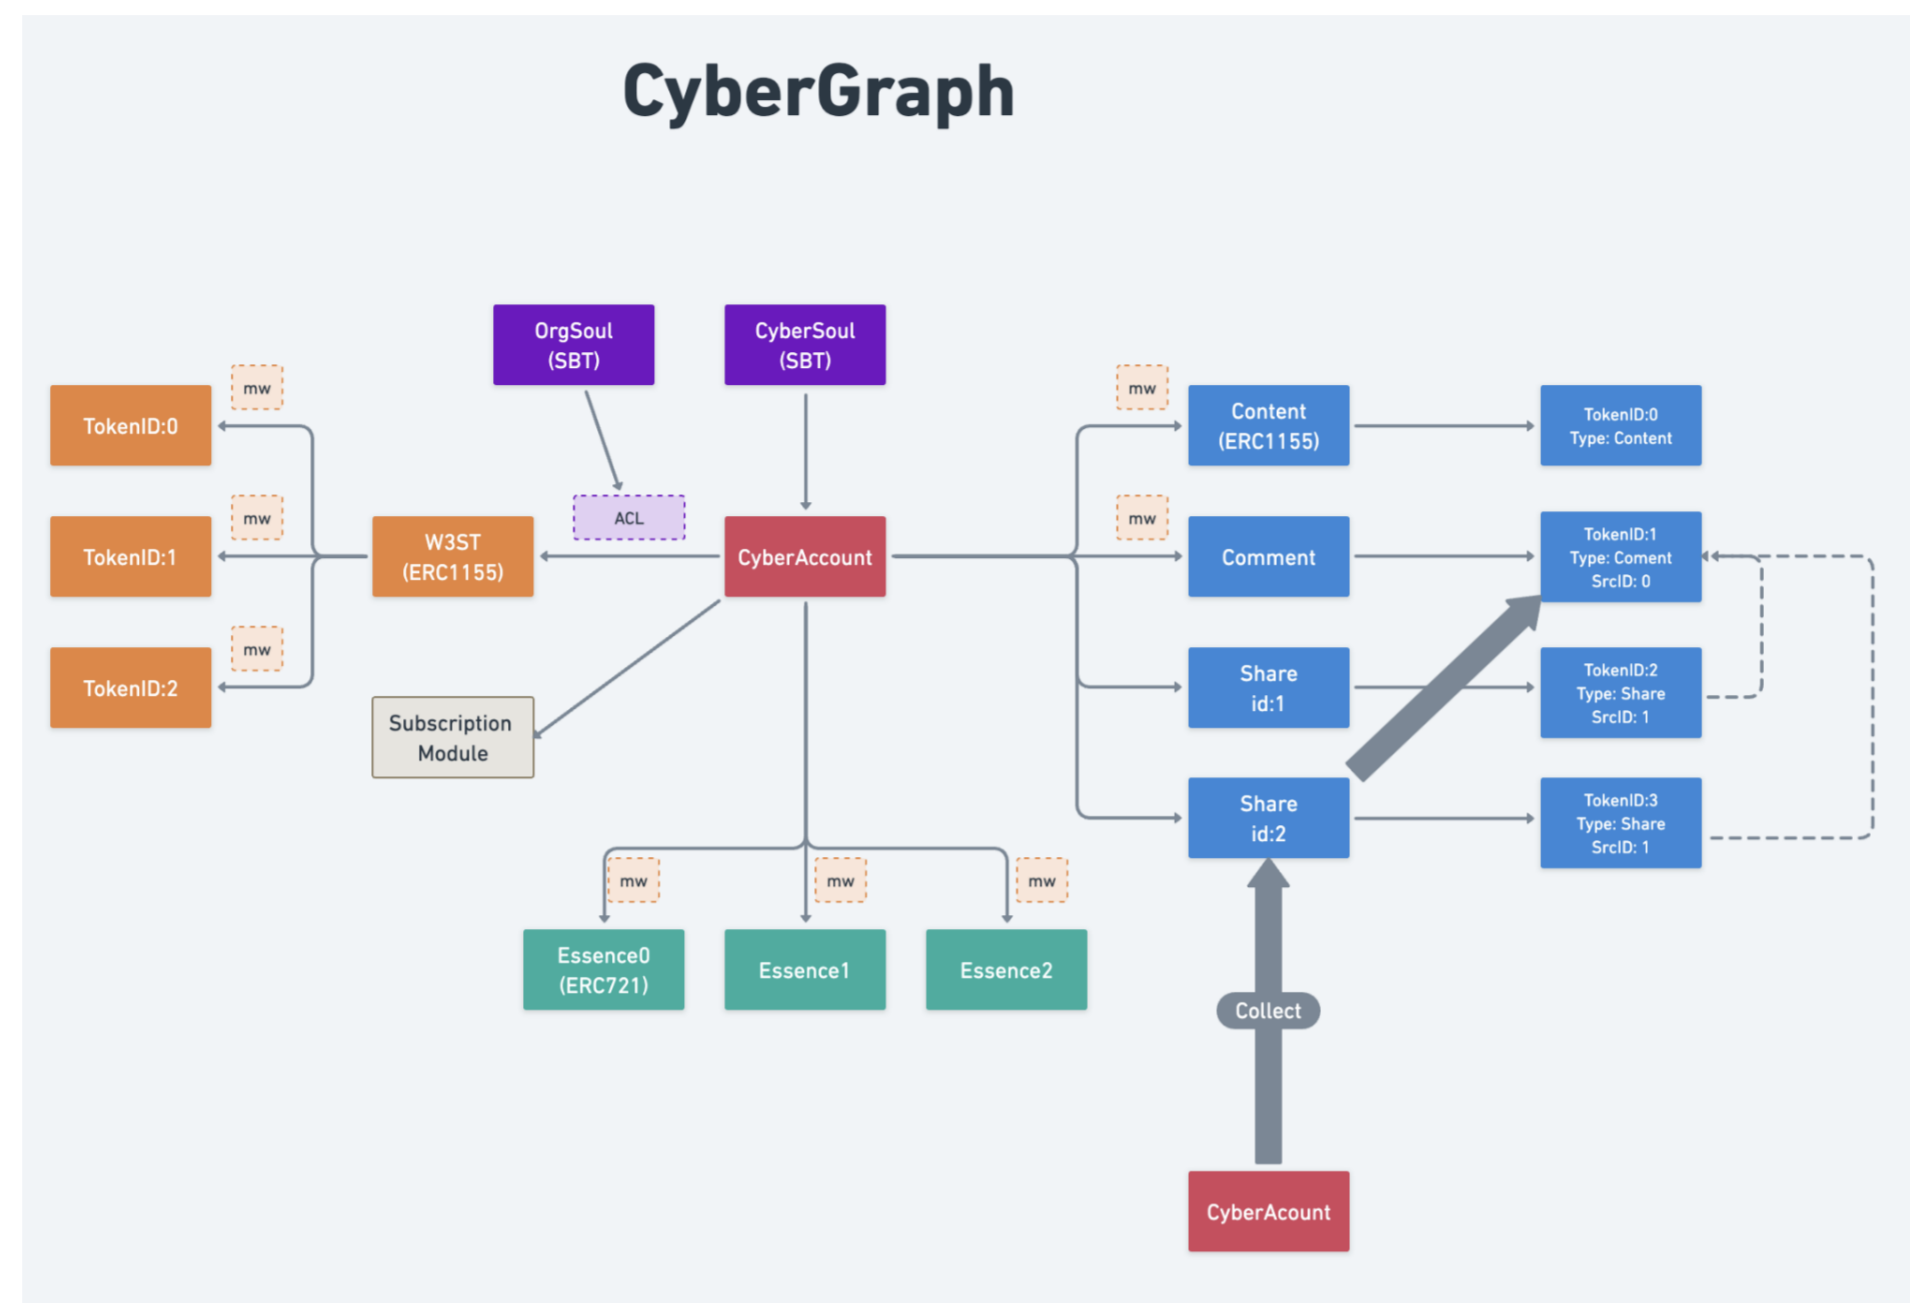 CyberGraph
OrgSoul
(SBT)
CyberSoul
(SBT)
mw
TokenID:0
mw
TokenID:1
mw
TokenID:2
W3ST
(ERC1155)
ACL
CyberAccount
Subscription
Module
mw
Content
(ERC1155)
TokenID:0
Type: Content
mw
Comment
TokenID:1
Type: Coment
SrcID: 0
Share
id:1
TokenID:2
Type: Share
SrcID: 1
Share
id:2
TokenID:3
Type: Share
SrcID: 1
mw
mw
mw
Essence0
(ERC721)
Essence1
Essence2
Collect
CyberAcount